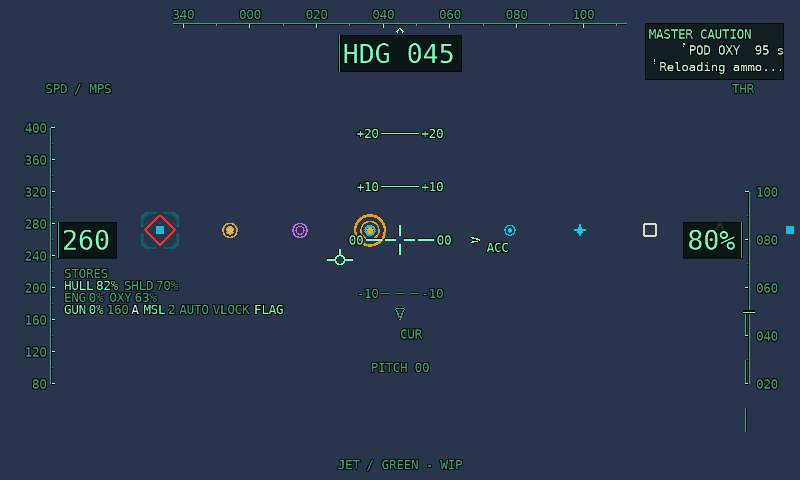 340 000 020 040 060 080 100
HDG 045
MASTER CAUTION
POD OXY 95 s
Reloading ammo...
SPD / MPS
THR
+20 +20
400
360
+10 +10
320 100
280
260 00 00 80% 080
ACC
240
STORES
HULL 82% SHLD 70%
ENG 0% OXY 63%
GUN 0% 160 A MSL 2 AUTO VLOCK FLAG
200 -10 -10 060
160
CUR 040
120
PITCH 00
80 020
JET / GREEN - WIP